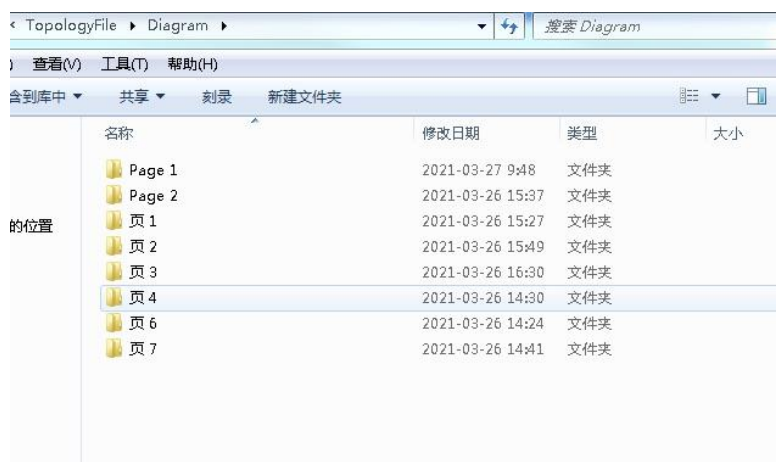 TopologyFile ▸ Diagram ▸ 搜索 Diagram
查看(V) 工具(T) 帮助(H)
含到库中 共享 刻录 新建文件夹
名称 修改日期 类型 大小
Page 1 2021-03-27 9:48 文件夹
Page 2 2021-03-26 15:37 文件夹
页 1 2021-03-26 15:27 文件夹
的位置
页 2 2021-03-26 15:49 文件夹
页 3 2021-03-26 16:30 文件夹
页 4 2021-03-26 14:30 文件夹
页 6 2021-03-26 14:24 文件夹
页 7 2021-03-26 14:41 文件夹